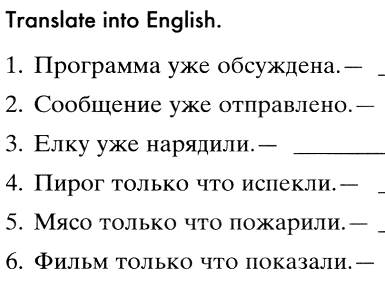 Translate into English.
1. Программа уже обсуждена. —
2. Сообщение уже отправлено. —
3. Елку уже нарядили. — ________
4. Пирог только что испекли. —
5. Мясо только что пожарили. —
6. Фильм только что показали. —